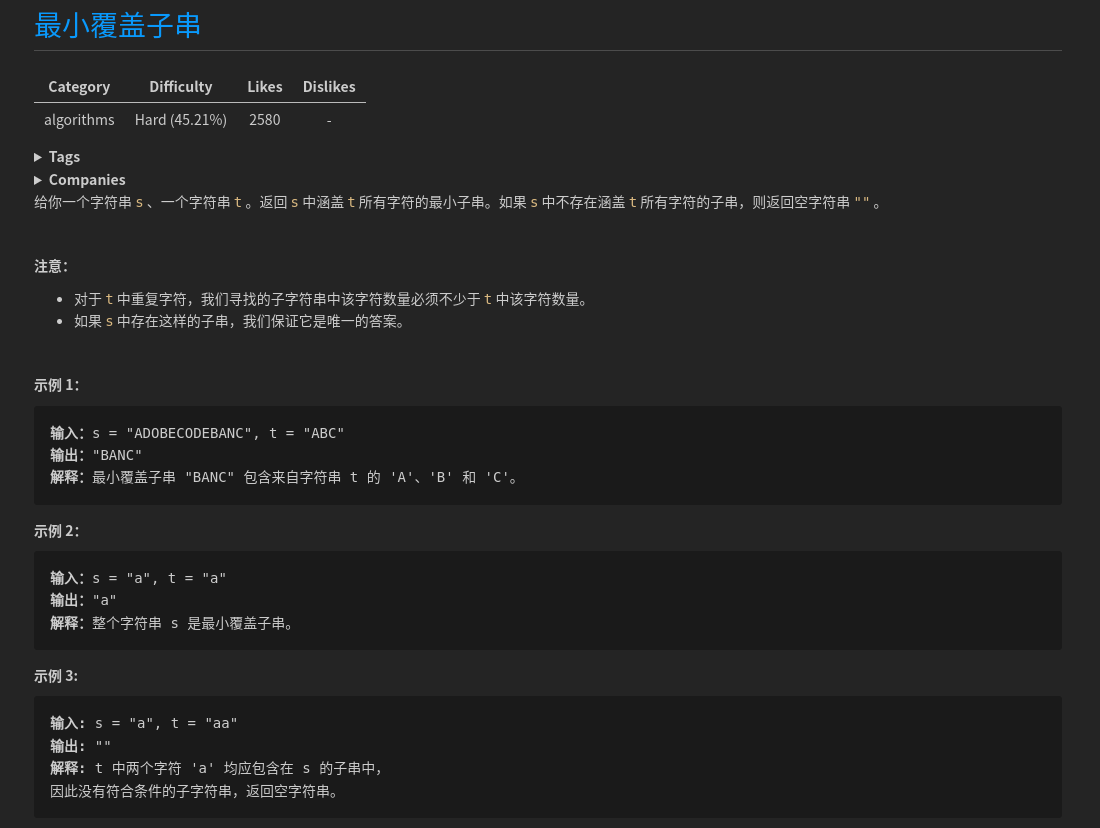 最小覆盖子串
Category Difficulty Likes Dislikes
algorithms Hard (45.21%) 2580 -
▶ Tags
▶ Companies
给你一个字符串 s 、一个字符串 t 。返回 s 中涵盖 t 所有字符的最小子串。如果 s 中不存在涵盖 t 所有字符的子串，则返回空字符串 "" 。
注意：
• 对于 t 中重复字符，我们寻找的子字符串中该字符数量必须不少于 t 中该字符数量。
• 如果 s 中存在这样的子串，我们保证它是唯一的答案。
示例 1：
输入：s = "ADOBECODEBANC", t = "ABC"
输出："BANC"
解释：最小覆盖子串 "BANC" 包含来自字符串 t 的 'A'、'B' 和 'C'。
示例 2：
输入：s = "a", t = "a"
输出："a"
解释：整个字符串 s 是最小覆盖子串。
示例 3:
输入: s = "a", t = "aa"
输出: ""
解释: t 中两个字符 'a' 均应包含在 s 的子串中，
因此没有符合条件的子字符串，返回空字符串。